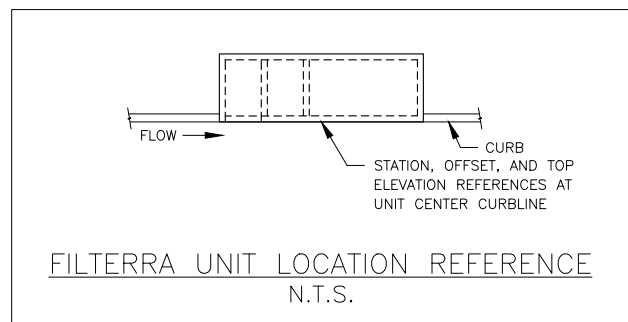 FLOW
CURB
STATION, OFFSET, AND TOP
ELEVATION REFERENCES AT
UNIT CENTER CURBLINE
FILTERRA UNIT LOCATION REFERENCE
N.T.S.